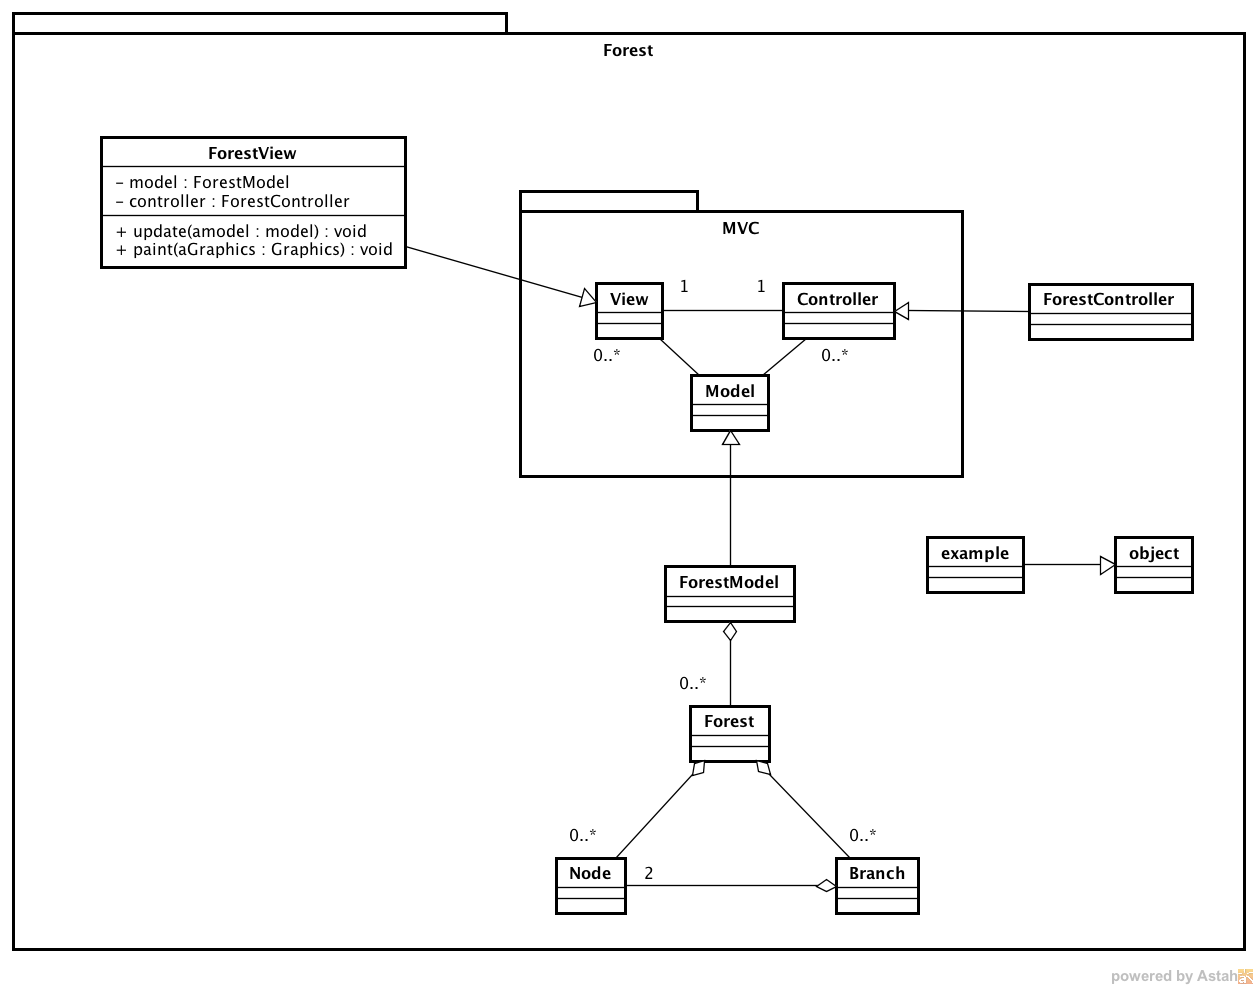 Forest
ForestView
– model : ForestModel
– controller : ForestController
+ update(amodel : model) : void
+ paint(aGraphics : Graphics) : void
MVC
View
1
1
Controller
ForestController
0..*
0..*
Model
example
object
ForestModel
0..*
Forest
0..*
0..*
Node
2
Branch
powered by Astah